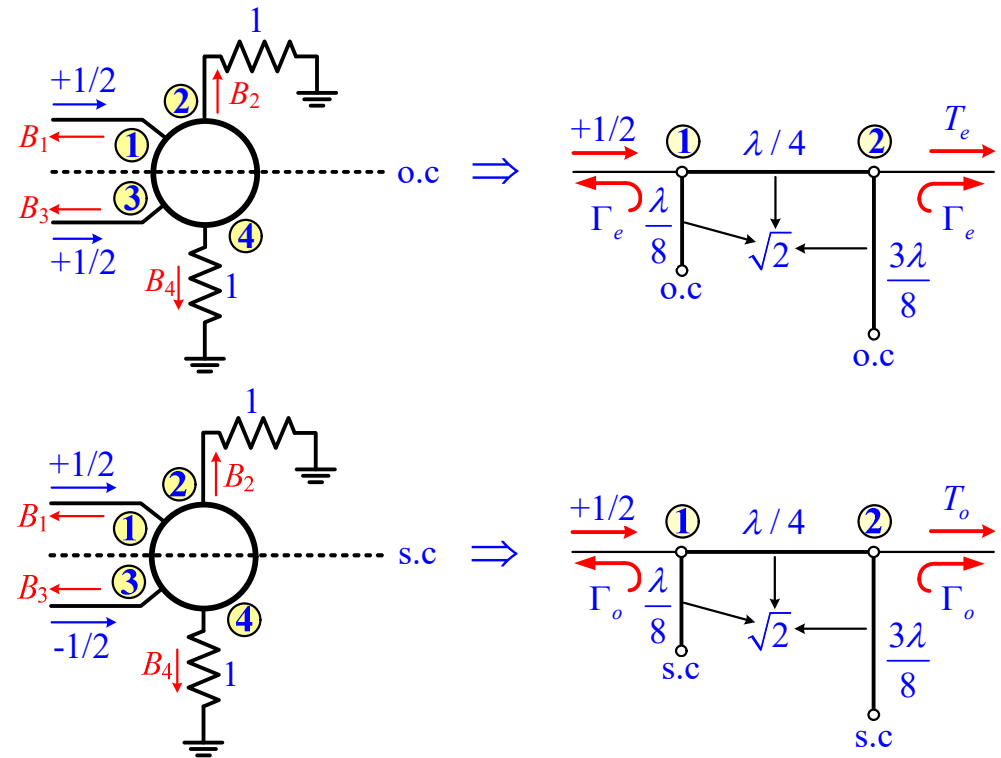 1
+1/2
②
B₂
B₁
①
o.c
⇒
③
B₃
④
+1/2
B₄
1
+1/2
①
λ / 4
②
Tₑ
Γₑ
λ/8
√2
Γₑ
3λ/8
o.c
o.c
1
+1/2
②
B₂
B₁
①
s.c
⇒
③
B₃
④
-1/2
B₄
1
+1/2
①
λ / 4
②
Tₒ
Γₒ
λ/8
√2
Γₒ
3λ/8
s.c
s.c